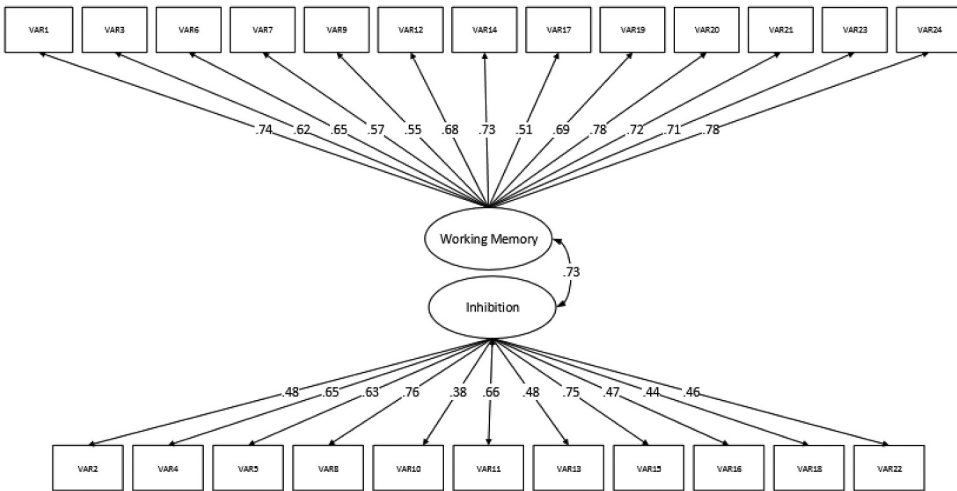 VAR1 VAR3 VAR6 VAR7 VAR9 VAR12 VAR14 VAR17 VAR19 VAR20 VAR21 VAR23 VAR24
.74 .62 .65 .57 .55 .68 .73 .51 .69 .78 .72 .71 .78
Working Memory
.73
Inhibition
.48 .65 .63 .76 .38 .66 .48 .75 .47 .44 .46
VAR2 VAR4 VAR5 VAR8 VAR10 VAR11 VAR13 VAR15 VAR16 VAR18 VAR22